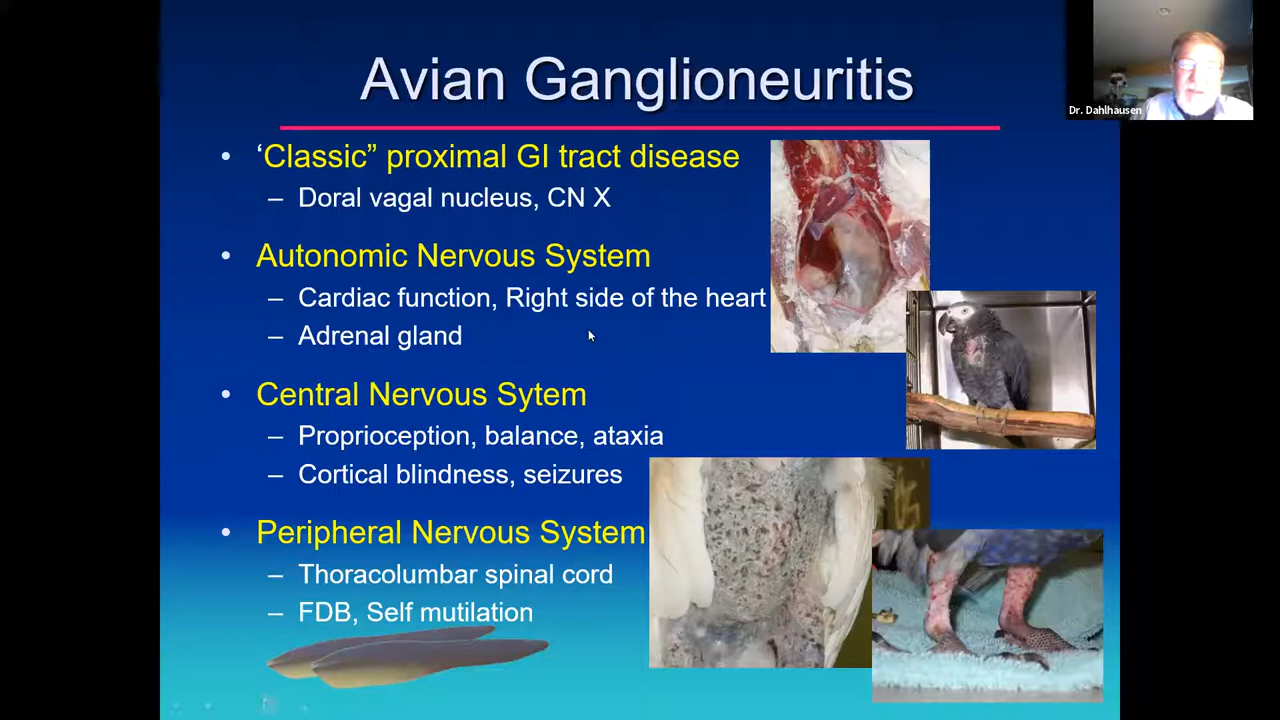 Avian Ganglioneuritis
Dr. Dahlhausen
• ‘Classic” proximal GI tract disease
– Doral vagal nucleus, CN X
• Autonomic Nervous System
– Cardiac function, Right side of the heart
– Adrenal gland
• Central Nervous Sytem
– Proprioception, balance, ataxia
– Cortical blindness, seizures
• Peripheral Nervous System
– Thoracolumbar spinal cord
– FDB, Self mutilation